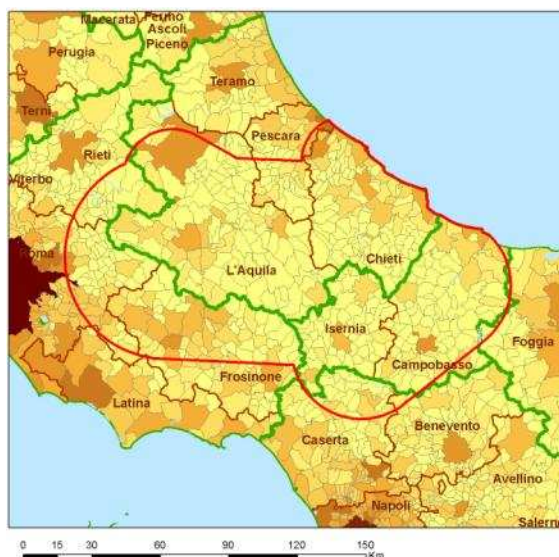 Macerata
Fermo
Ascoli
Piceno
Perugia
Teramo
Terni
Pescara
Rieti
Viterbo
Roma
Chieti
L'Aquila
Isernia
Foggia
Campobasso
Frosinone
Latina
Benevento
Caserta
Avellino
Napoli
Salern
0 15 30 60 90 120 150
Km